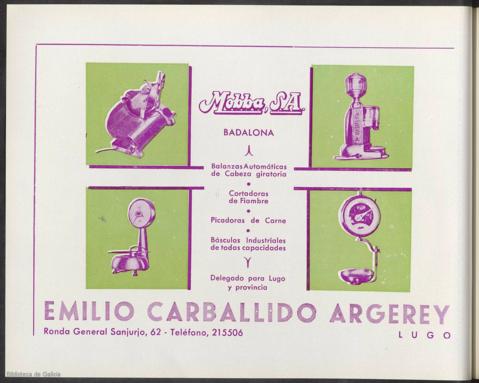 Mobba, S.A.
BADALONA
Balanzas Automáticas
de Cabeza giratoria
Cortadoras
de Fiambre
Picadoras de Carne
Básculas Industriales
de todas capacidades
Delegado para Lugo
y provincia
EMILIO CARBALLIDO ARGEREY
Ronda General Sanjurjo, 62 - Teléfono, 215506
LUGO
Biblioteca de Galicia